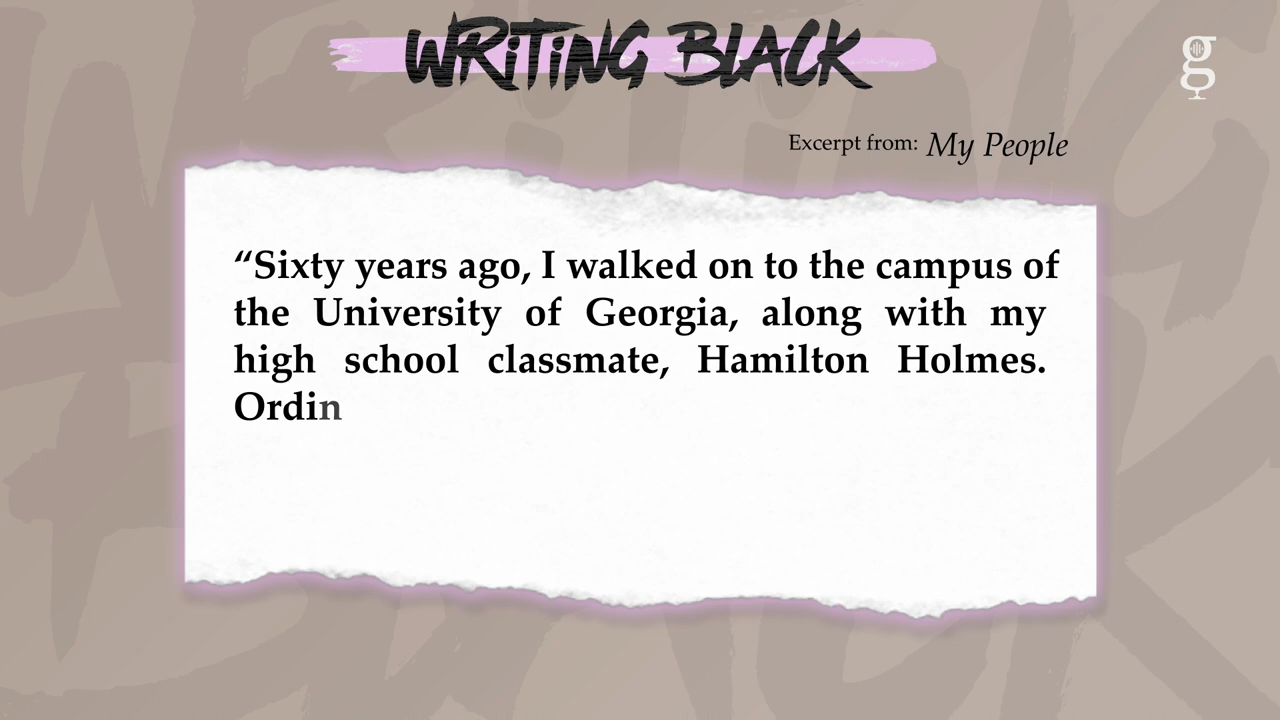 WRiTiNG BLACK
g
Excerpt from: My People
“Sixty years ago, I walked on to the campus of
the University of Georgia, along with my
high school classmate, Hamilton Holmes.
Ordin